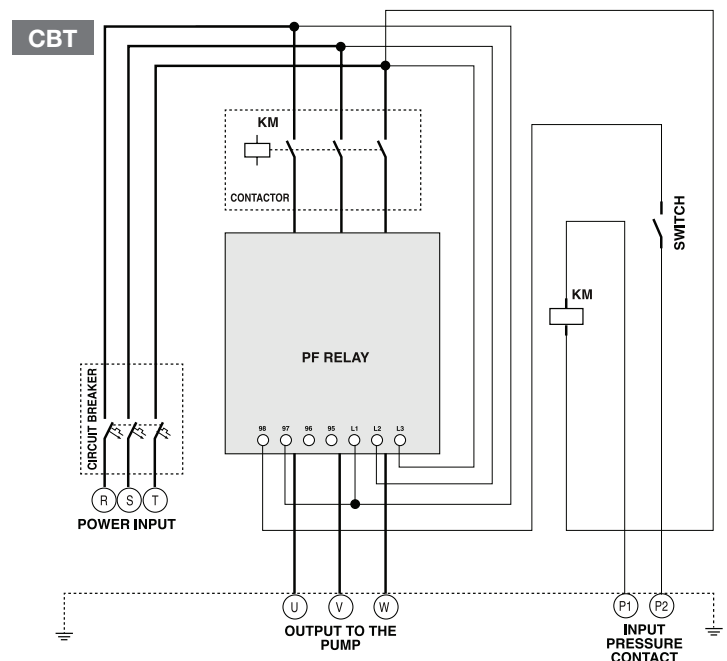 CBT
KM
CONTACTOR
SWITCH
KM
PF RELAY
CIRCUIT BREAKER
98 97 96 95 L1 L2 L3
R S T
POWER INPUT
U V W
OUTPUT TO THE
PUMP
P1 P2
INPUT
PRESSURE
CONTACT